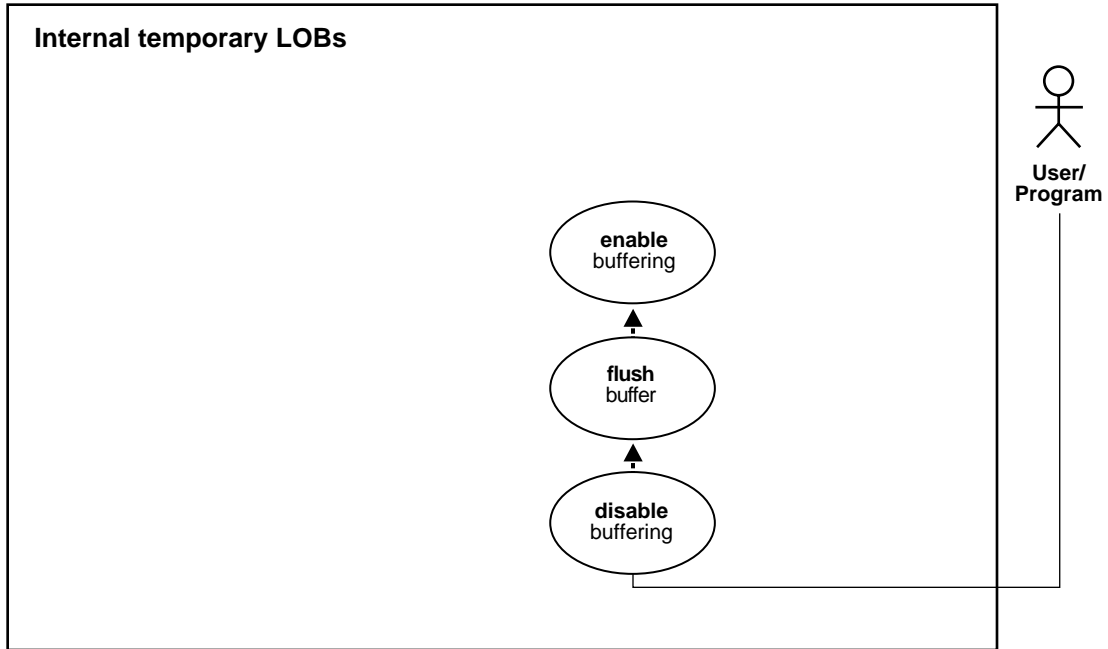 Internal temporary LOBs
User/
Program
enable
buffering
flush
buffer
disable
buffering